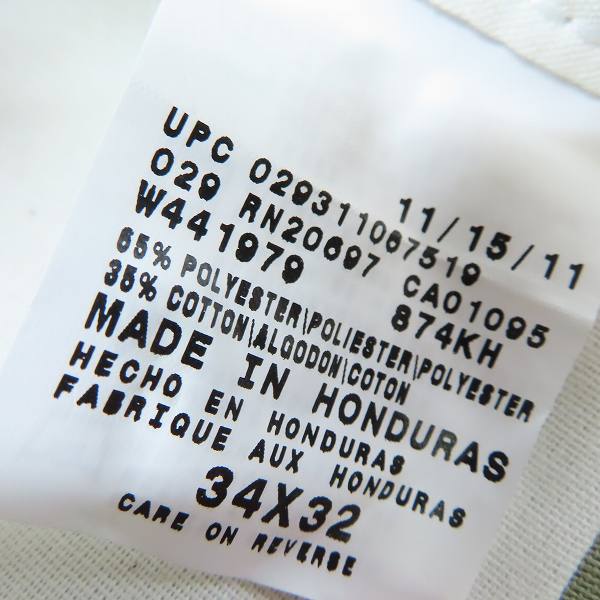 UPC 029311067519 11/15/11
029 RN20697 CA01095
W441979 874KH
65% POLYESTER\POLIESTER\POLYESTER
35% COTTON\ALGODON\COTON
MADE IN HONDURAS
HECHO EN HONDURAS
FABRIQUE AUX HONDURAS
34X32
CARE ON REVERSE